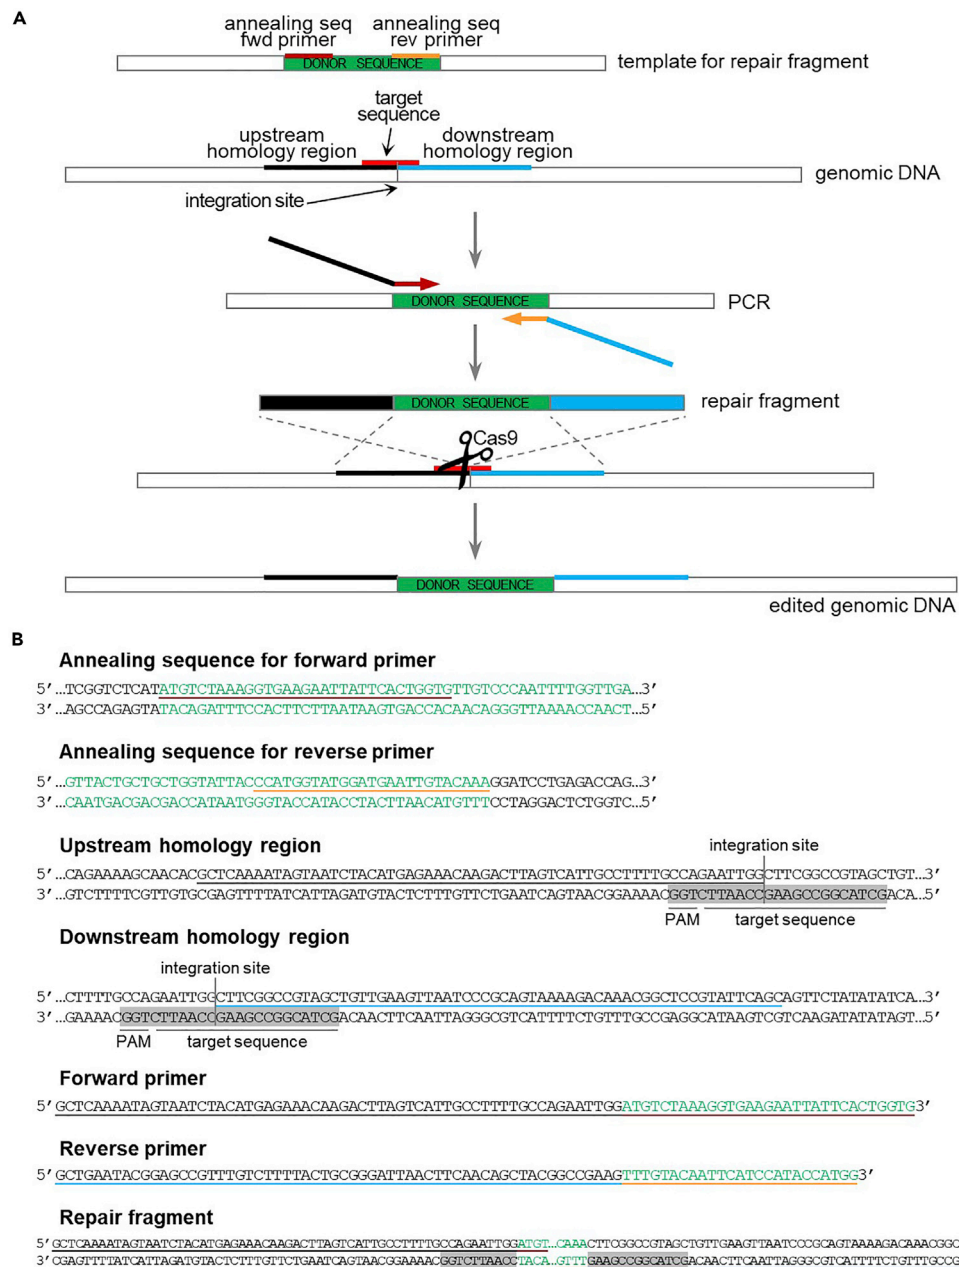 A
annealing seq fwd primer
annealing seq rev primer
DONOR SEQUENCE
template for repair fragment
target sequence
upstream homology region
downstream homology region
genomic DNA
integration site
DONOR SEQUENCE
PCR
DONOR SEQUENCE
repair fragment
Cas9
DONOR SEQUENCE
edited genomic DNA
B
Annealing sequence for forward primer
5’…TCGGTCTCATATGTCTAAAGGTGAAGAATTATTCACTGGTGTTGTCCCAATTTTGGTTGA…3’
3’…AGCCAGAGTATACAGATTTCCACTTCTTAATAAGTGACCACAACAGGGTTAAAACCAACT…5’
Annealing sequence for reverse primer
5’…GTTACTGCTGCTGGTATTACCCATGGTATGGATGAATTGTACAAAGGATCCTGAGACCAG…3’
3’…CAATGACGACGACCATAATGGGTACCATACCTACTTAACATGTTTCCTAGGACTCTGGTC…5’
Upstream homology region
integration site
5’…CAGAAAAGCAACACGCTCAAAATAGTAATCTACATGAGAAACAAGACTTAGTCATTGCCTTTTGCCAGAATTGGCTTCGGCCGTAGCTGT…3’
3’…GTCTTTTCGTTGTGCGAGTTTTATCATTAGATGTACTCTTTGTTCTGAATCAGTAACGGAAAACGGTCTTAACCGAAGCCGGCATCGACA…5’
PAM target sequence
Downstream homology region
integration site
5’…CTTTTGCCAGAATTGGCTTCGGCCGTAGCTGTTGAAGTTAATCCCGCAGTAAAAGACAAACGGCTCCGTATTCAGCAGTTCTATATATCA…3’
3’…GAAAACGGTCTTAACCGAAGCCGGCATCGACAACTTCAATTAGGGCGTCATTTTCTGTTTGCCGAGGCATAAGTCGTCAAGATATATAGT…5’
PAM target sequence
Forward primer
5’GCTCAAAATAGTAATCTACATGAGAAACAAGACTTAGTCATTGCCTTTTGCCAGAATTGGATGTCTAAAGGTGAAGAATTATTCACTGGTG3’
Reverse primer
5’GCTGAATACGGAGCCGTTTGTCTTTTACTGCGGGATTAACTTCAACAGCTACGGCCGAAGTTTGTACAATTCATCCATACCATGG3’
Repair fragment
5’GCTCAAAATAGTAATCTACATGAGAAACAAGACTTAGTCATTGCCTTTTGCCAGAATTGGATGT…CAAACTTCGGCCGTAGCTGTTGAAGTTAATCCCGCAGTAAAAGACAAACGGC
3’CGAGTTTTATCATTAGATGTACTCTTTGTTCTGAATCAGTAACGGAAAACGGTCTTAACCTACA…GTTTGAAGCCGGCATCGACAACTTCAATTAGGGCGTCATTTTCTGTTTGCCG